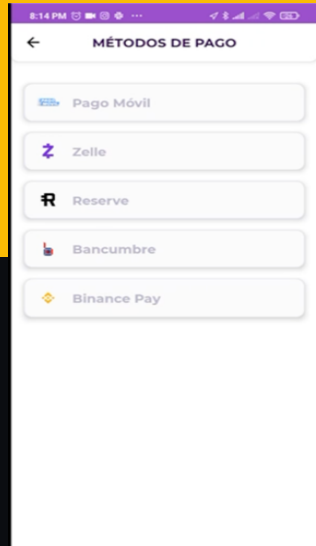 8:14 PM
MÉTODOS DE PAGO
Pago Móvil
Zelle
Reserve
Bancumbre
Binance Pay